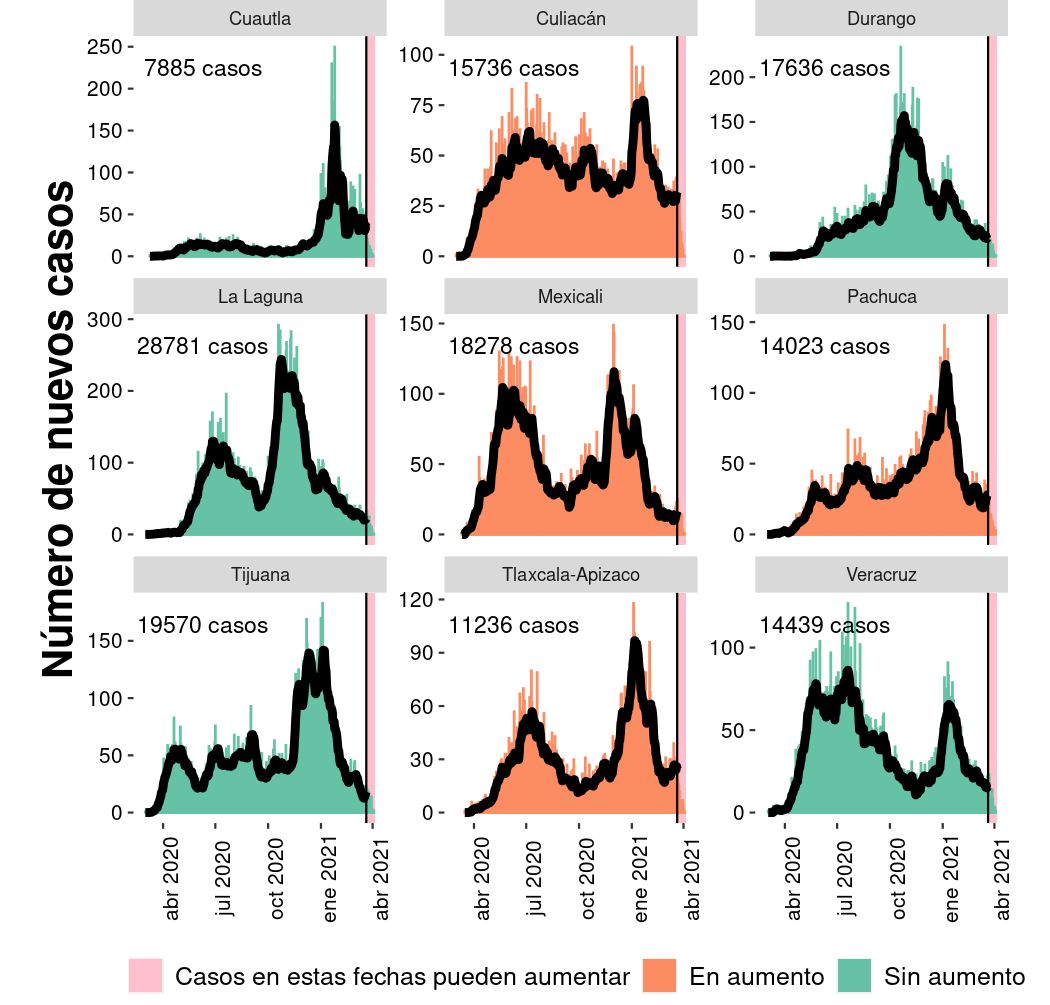 Número de nuevos casos
Cuautla
Culiacán
Durango
250
200
150
100
50
0
7885 casos
100
75
50
25
0
15736 casos
200
150
100
50
0
17636 casos
La Laguna
Mexicali
Pachuca
300
200
100
0
28781 casos
150
100
50
0
18278 casos
150
100
50
0
14023 casos
Tijuana
Tlaxcala-Apizaco
Veracruz
150
100
50
0
19570 casos
120
90
60
30
0
11236 casos
100
50
0
14439 casos
abr 2020
jul 2020
oct 2020
ene 2021
abr 2021
abr 2020
jul 2020
oct 2020
ene 2021
abr 2021
abr 2020
jul 2020
oct 2020
ene 2021
abr 2021
Casos en estas fechas pueden aumentar
En aumento
Sin aumento